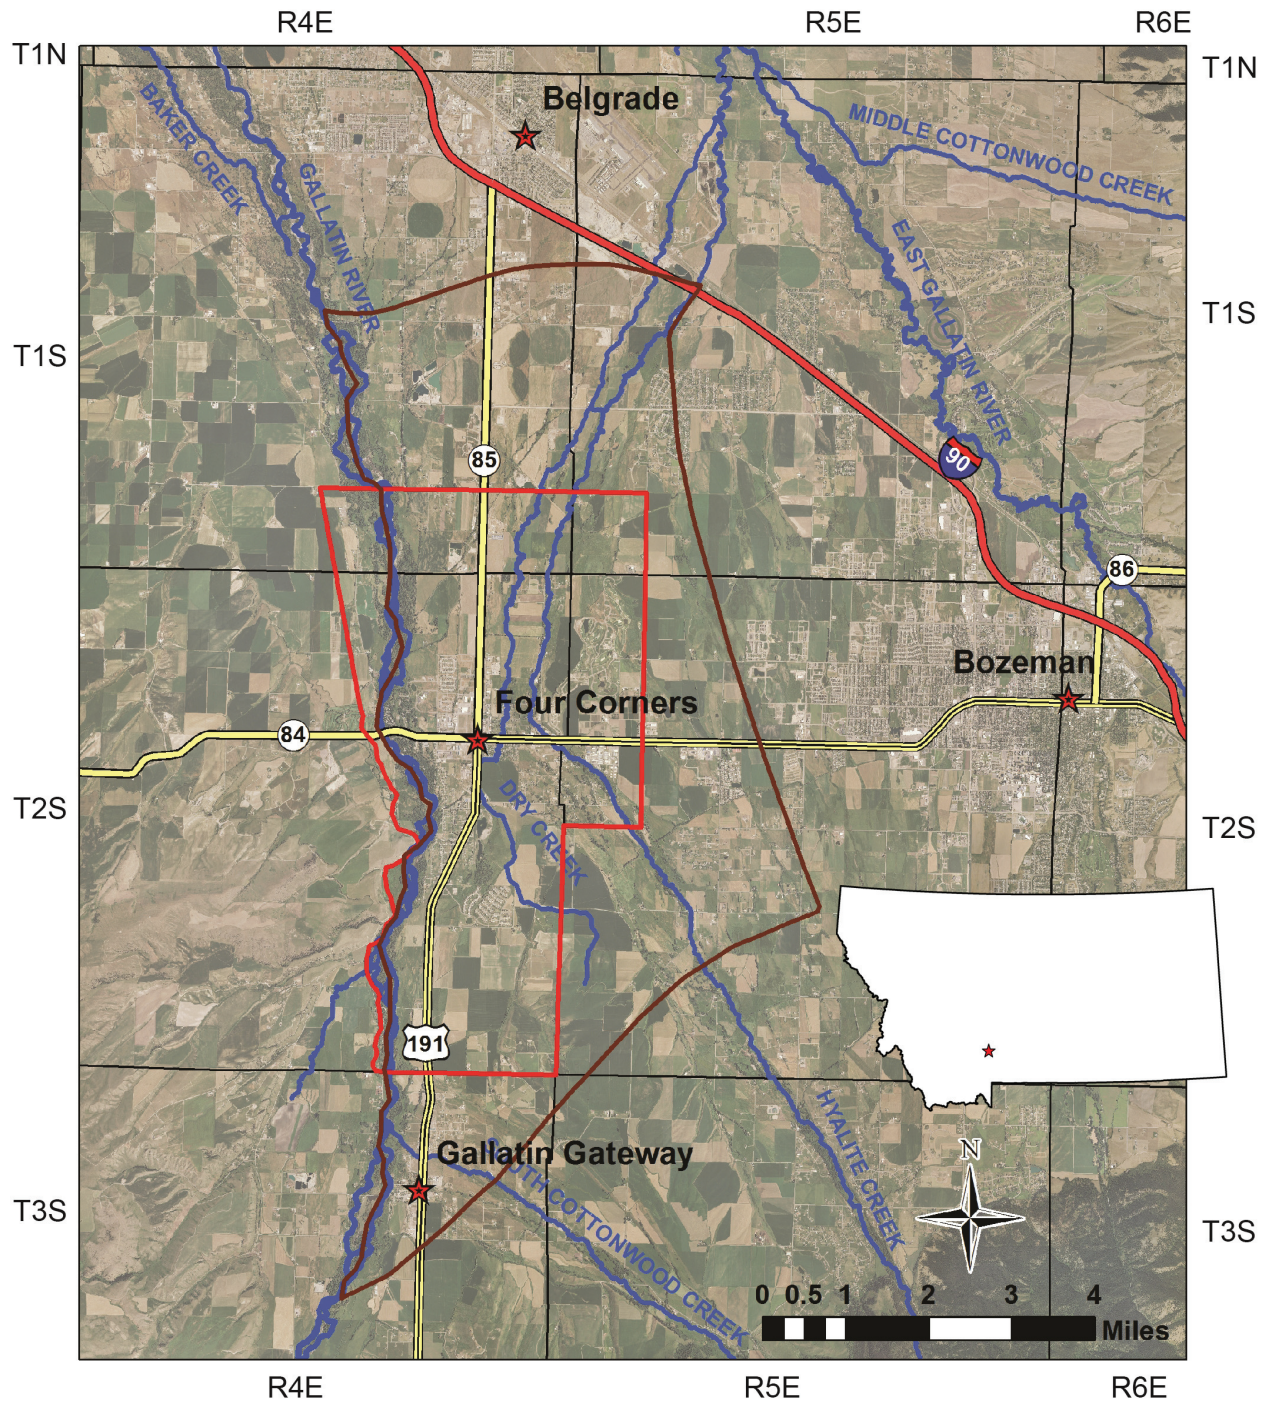 R4E R5E R6E
T1N T1N
Belgrade
BAKER CREEK
MIDDLE COTTONWOOD CREEK
GALLATIN RIVER
EAST GALLATIN RIVER
T1S
T1S
85
90
86
Bozeman
Four Corners
84
DRY CREEK
T2S
T2S
191
HYALITE CREEK
Gallatin Gateway
SOUTH COTTONWOOD CREEK
N
T3S
T3S
0 0.5 1 2 3 4
Miles
R4E R5E R6E